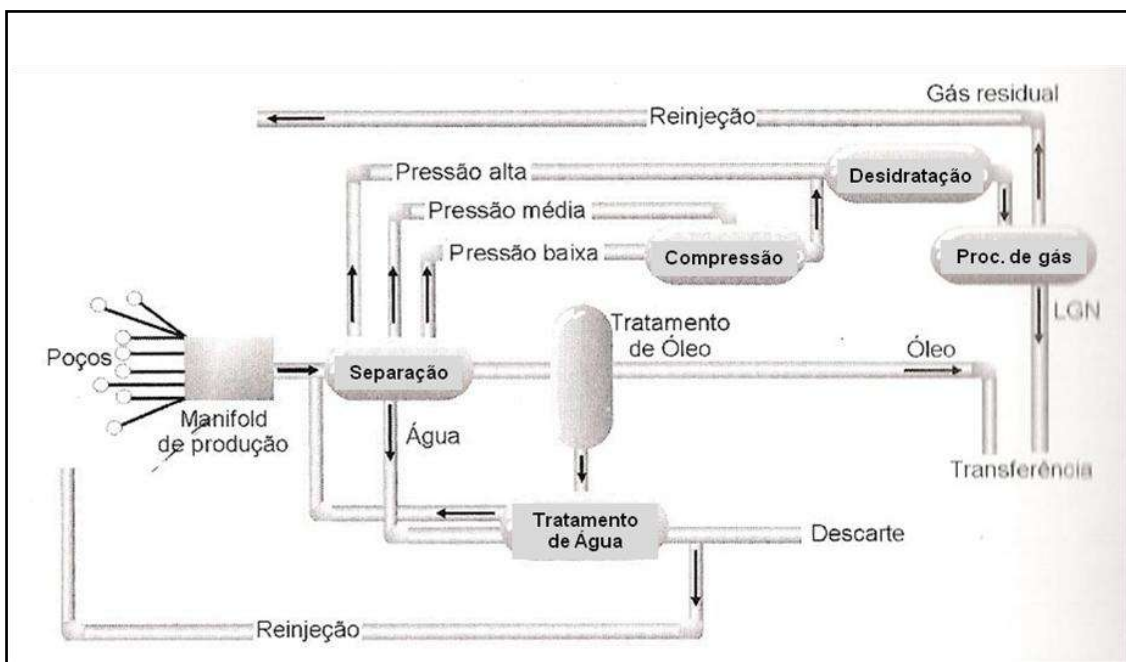 Gás residual
Reinjeção
Pressão alta
Desidratação
Pressão média
Pressão baixa
Compressão
Proc. de gás
LGN
Tratamento
de Óleo
Óleo
Poços
Separação
Manifold
de produção
Água
Transferência
Tratamento
de Água
Descarte
Reinjeção